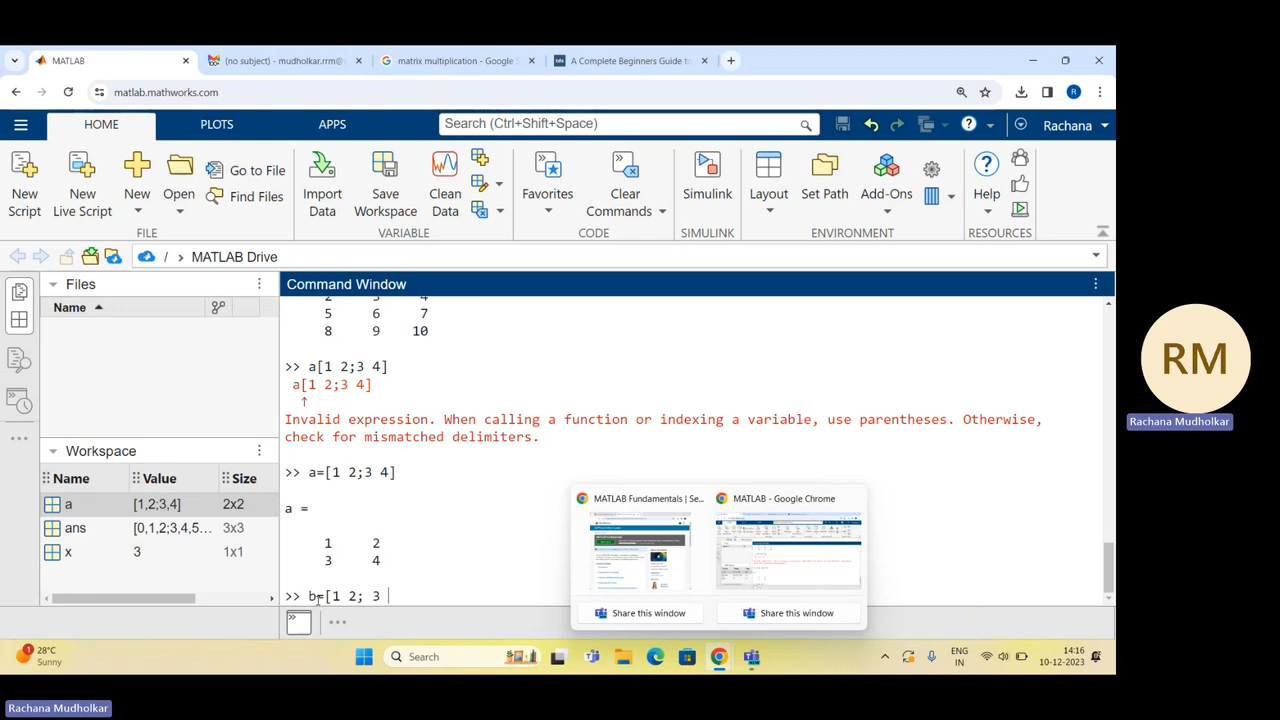 MATLAB
(no subject) - mudholkar.rrm@
matrix multiplication - Google S
A Complete Beginners Guide to
matlab.mathworks.com
HOME
PLOTS
APPS
Search (Ctrl+Shift+Space)
Rachana
New Script
New Live Script
New
Open
Go to File
Find Files
Import Data
Save Workspace
Clean Data
Favorites
Clear Commands
Simulink
Layout
Set Path
Add-Ons
Help
FILE
VARIABLE
CODE
SIMULINK
ENVIRONMENT
RESOURCES
/ MATLAB Drive
Files
Name
Workspace
Name Value Size
a [1,2;3,4] 2x2
ans [0,1,2;3,4,5... 3x3
x 3 1x1
Command Window
2 3 4
5 6 7
8 9 10
>> a[1 2;3 4]
a[1 2;3 4]
↑
Invalid expression. When calling a function or indexing a variable, use parentheses. Otherwise,
check for mismatched delimiters.
>> a=[1 2;3 4]
a =
1 2
3 4
>> b=[1 2; 3
MATLAB Fundamentals | Se...
MATLAB - Google Chrome
Share this window
Share this window
28°C
Sunny
Search
ENG
IN
14:16
10-12-2023
RM
Rachana Mudholkar
Rachana Mudholkar